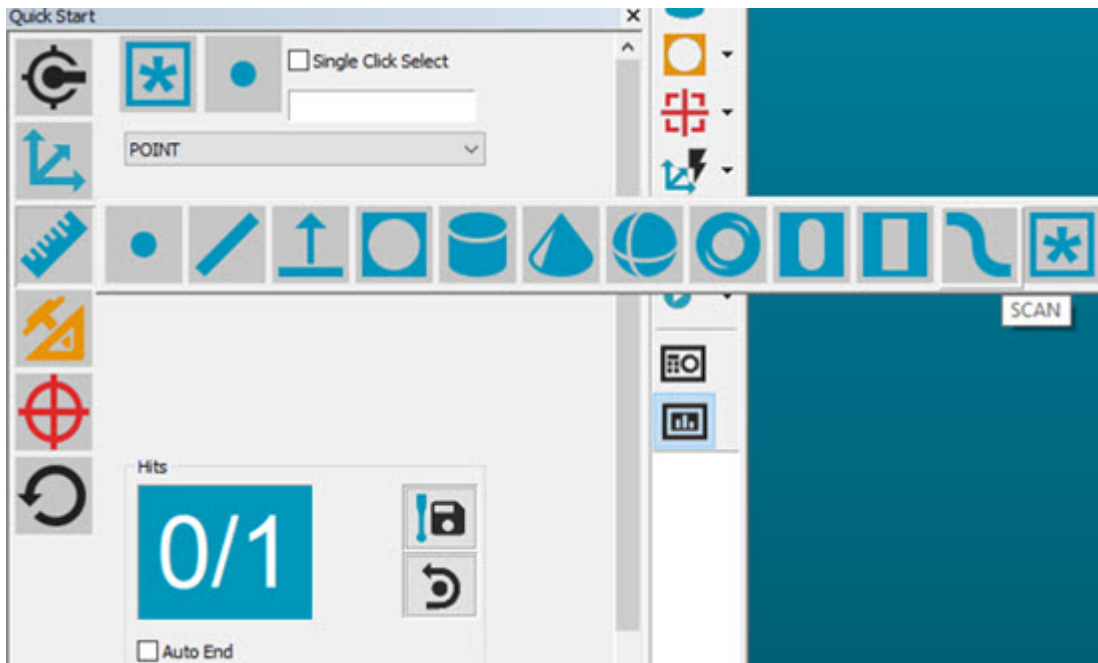 Quick Start
Single Click Select
POINT
SCAN
Hits
0/1
Auto End